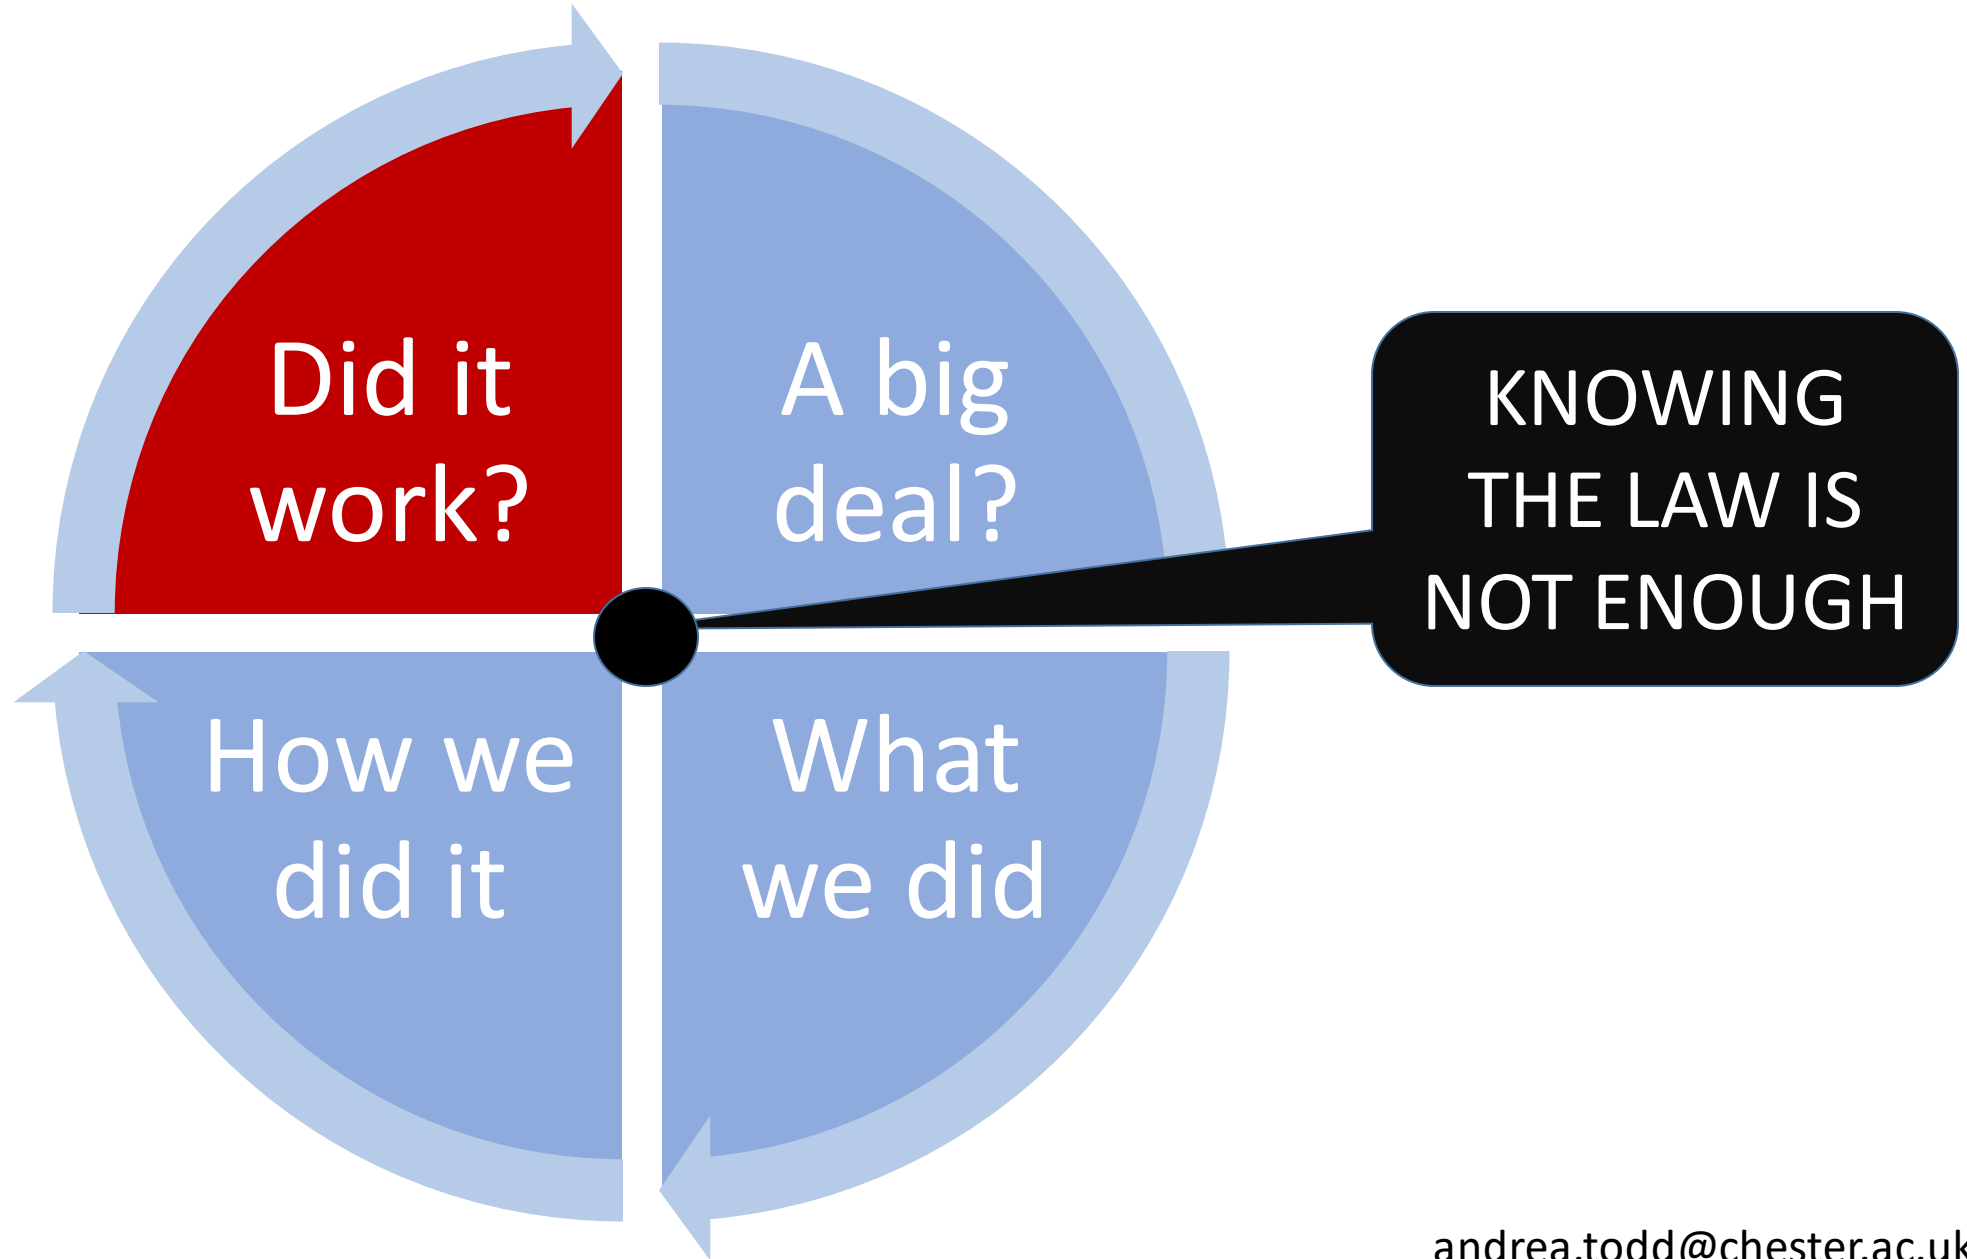 Did it
work?
A big
deal?
KNOWING
THE LAW IS
NOT ENOUGH
How we
did it
What
we did
andrea.todd@chester.ac.uk